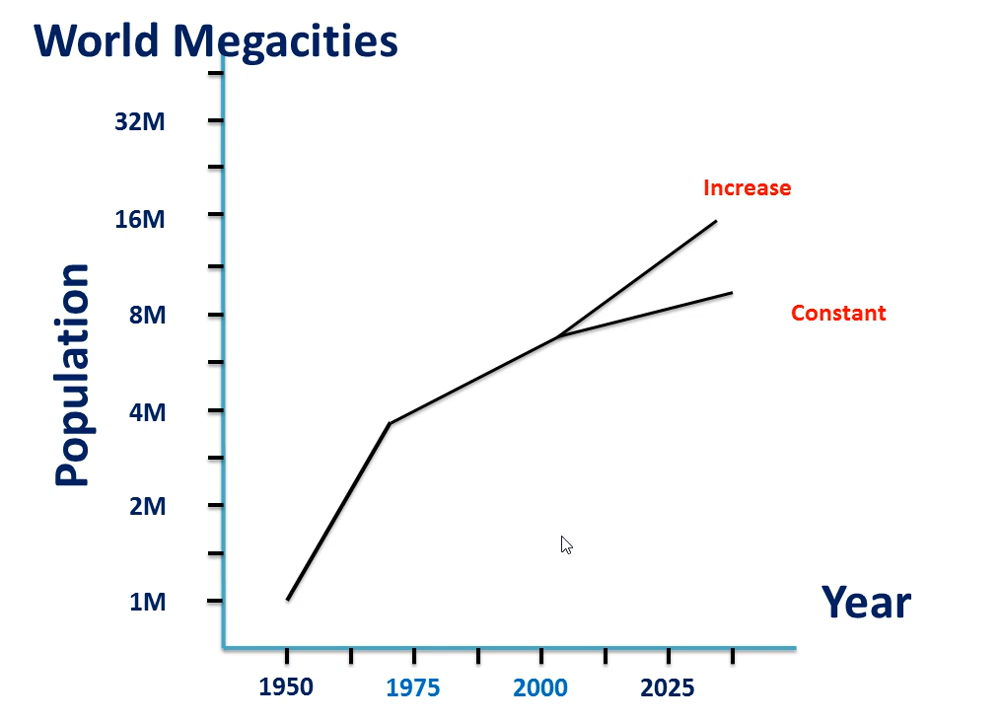 World Megacities
32M
Increase
16M
Population
8M
Constant
4M
2M
1M
Year
1950
1975
2000
2025